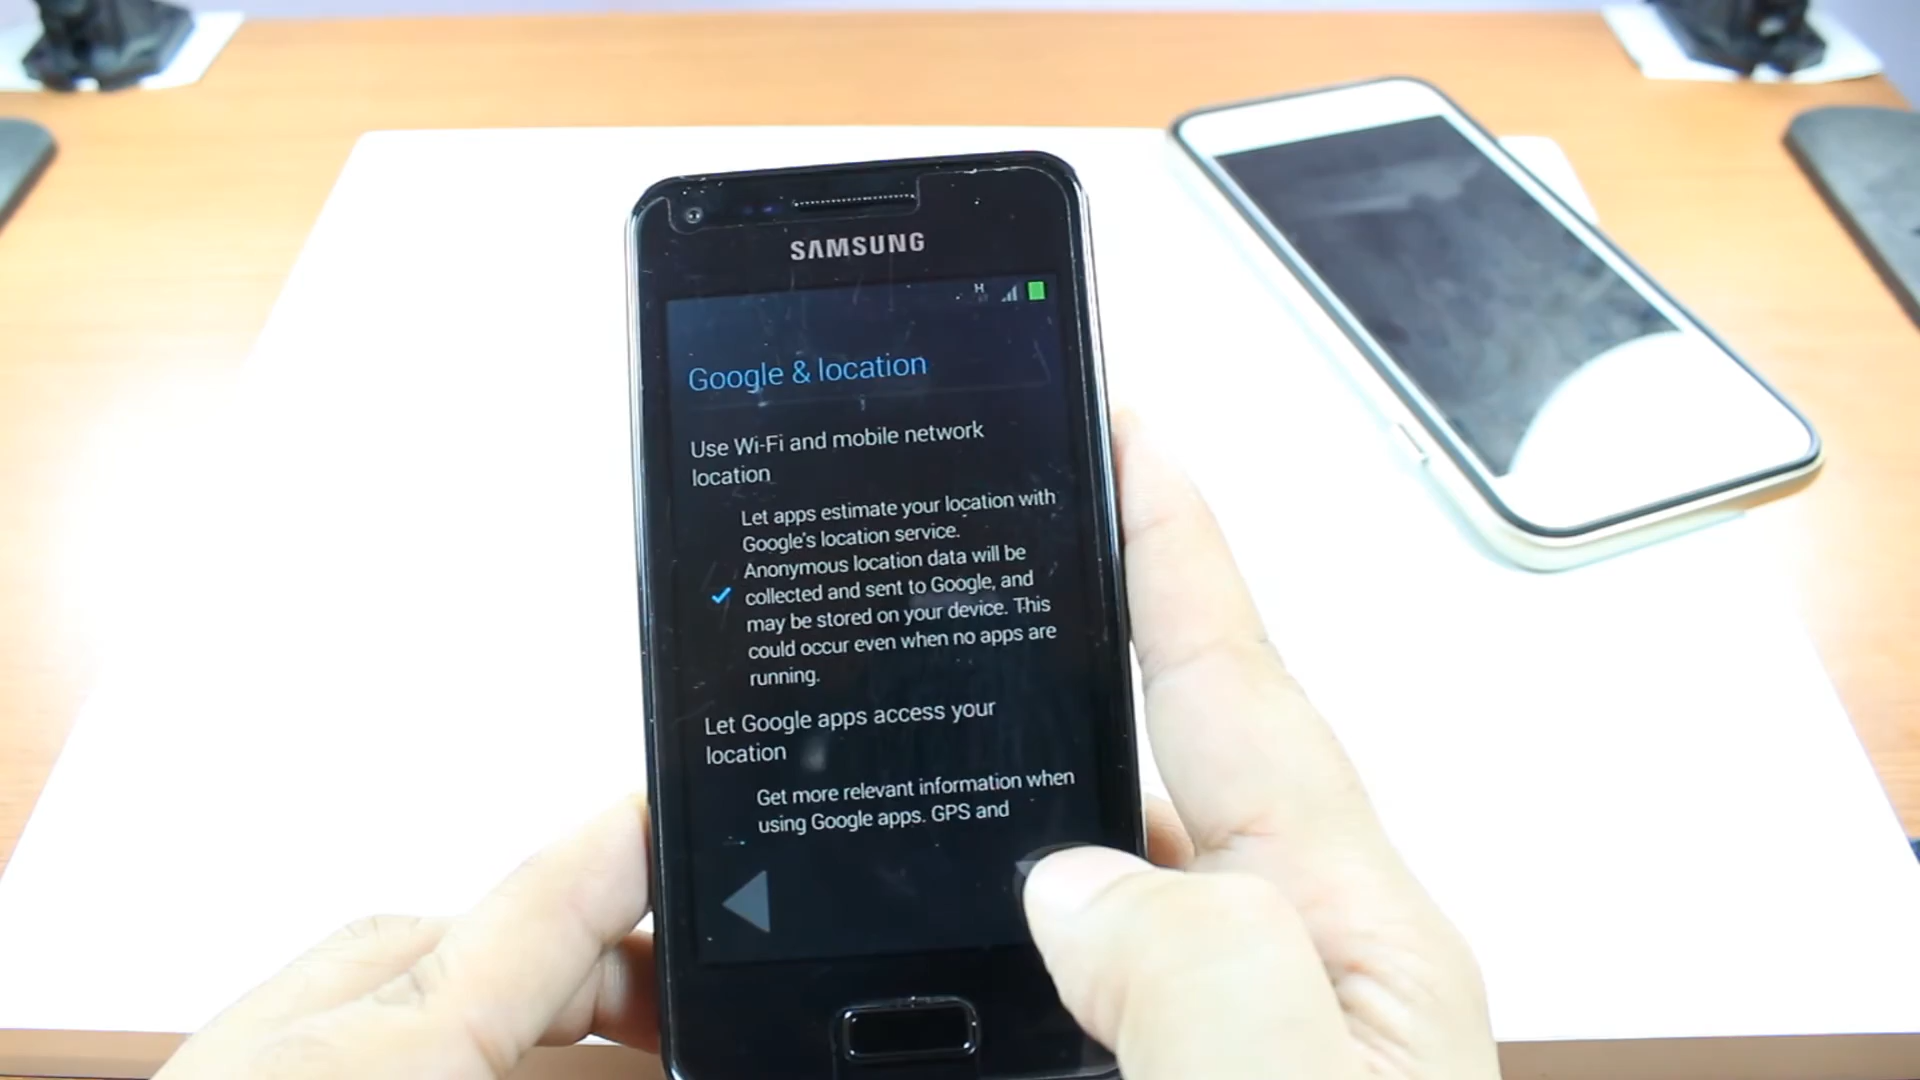 SAMSUNG
H
Google & location
Use Wi-Fi and mobile network
location
Let apps estimate your location with
Google's location service.
Anonymous location data will be
collected and sent to Google, and
may be stored on your device. This
could occur even when no apps are
running.
Let Google apps access your
location
Get more relevant information when
using Google apps. GPS and